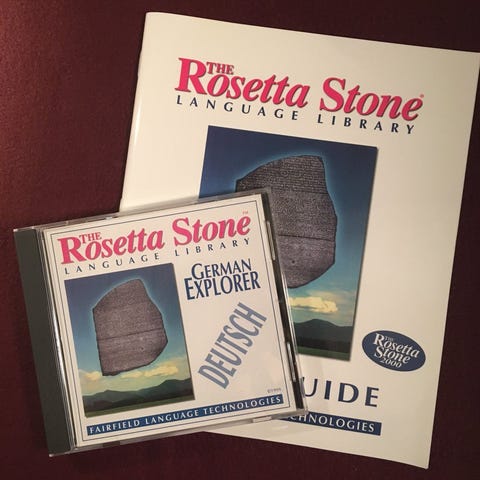 THE
Rosetta Stone®
LANGUAGE LIBRARY
The
Rosetta
Stone
2000
UIDE
TECHNOLOGIES
THE
Rosetta Stone™
LANGUAGE LIBRARY
GERMAN
EXPLORER
DEUTSCH
FAIRFIELD LANGUAGE TECHNOLOGIES